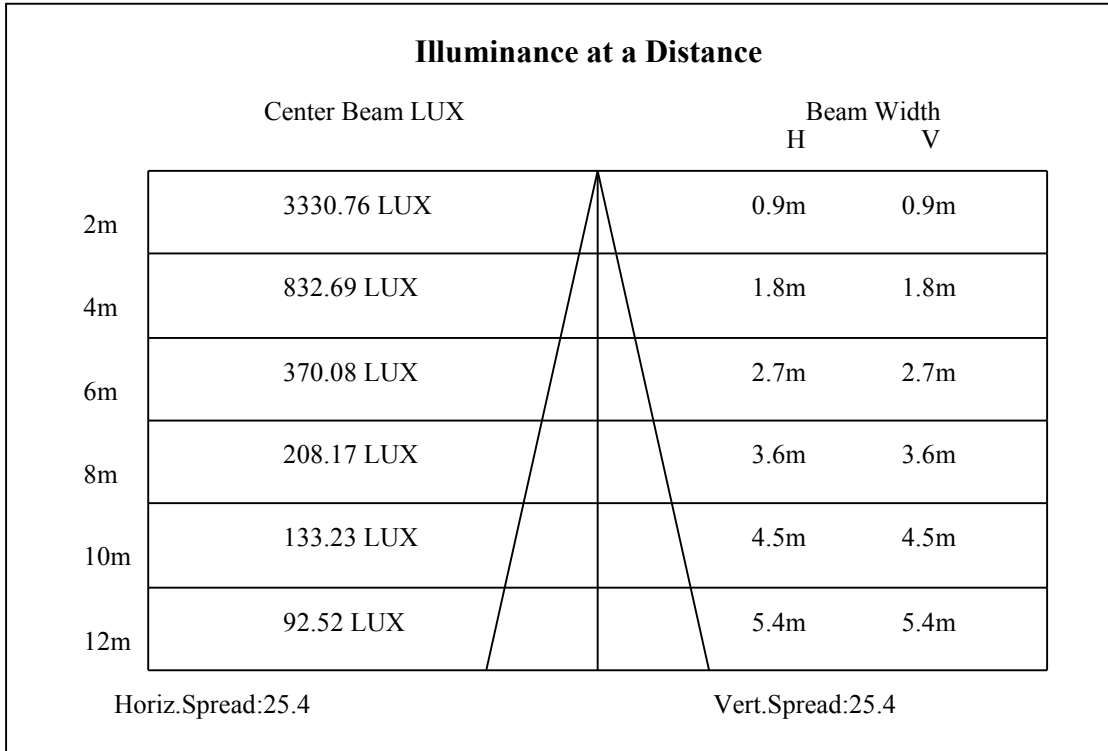 Illuminance at a Distance
Center Beam LUX Beam Width
H V
2m 3330.76 LUX 0.9m 0.9m
4m 832.69 LUX 1.8m 1.8m
6m 370.08 LUX 2.7m 2.7m
8m 208.17 LUX 3.6m 3.6m
10m 133.23 LUX 4.5m 4.5m
12m 92.52 LUX 5.4m 5.4m
Horiz.Spread:25.4 Vert.Spread:25.4